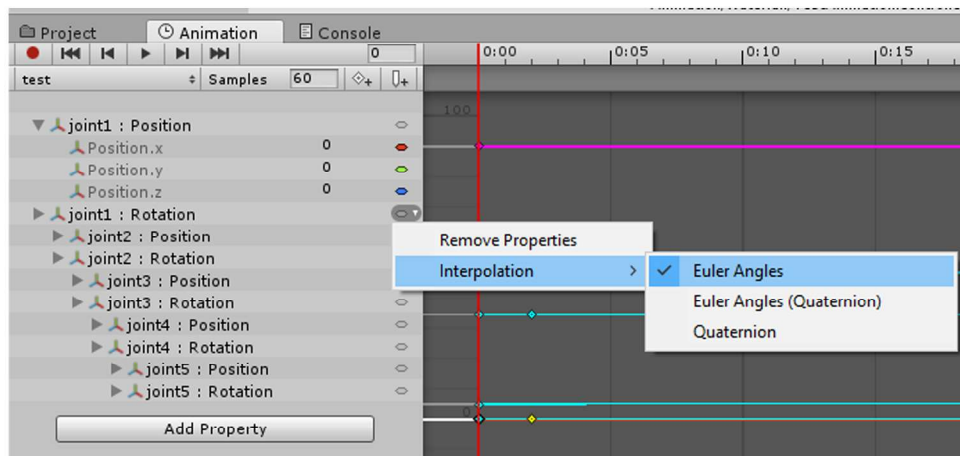 Project Animation Console
0 0:00 0:05 0:10 0:15
test Samples 60
100
joint1 : Position
Position.x 0
Position.y 0
Position.z 0
joint1 : Rotation
joint2 : Position
Remove Properties
joint2 : Rotation
Interpolation
Euler Angles
joint3 : Position
joint3 : Rotation
Euler Angles (Quaternion)
joint4 : Position
Quaternion
joint4 : Rotation
joint5 : Position
joint5 : Rotation
0
Add Property